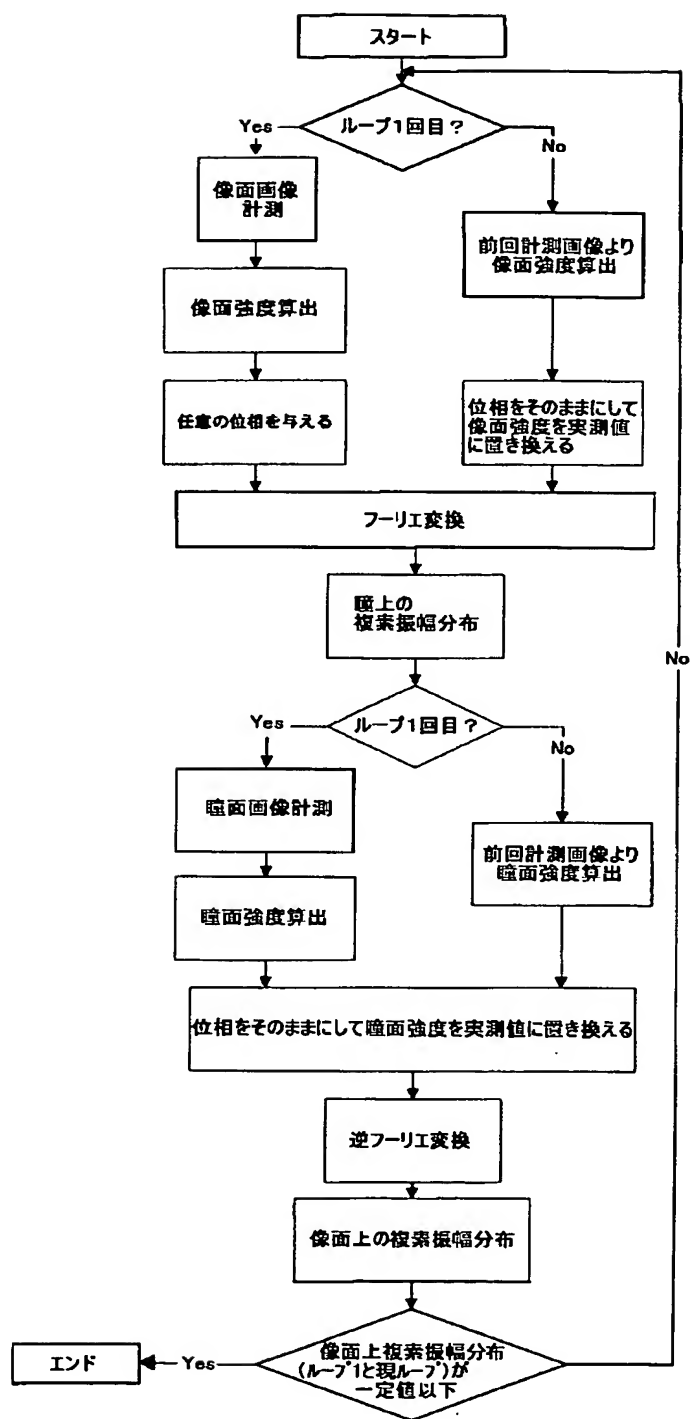 スタート
ループ1回目?
Yes
No
像面画像
計測
前回計測画像より
像面強度算出
像面強度算出
任意の位相を与える
位相をそのままにして
像面強度を実測値
に置き換える
フーリエ変換
瞳上の
複素振幅分布
No
ループ1回目?
Yes
No
瞳面画像計測
前回計測画像より
瞳面強度算出
瞳面強度算出
位相をそのままにして瞳面強度を実測値に置き換える
逆フーリエ変換
像面上の複素振幅分布
像面上複素振幅分布
(ループ1と現ループ)が
一定値以下
Yes
エンド